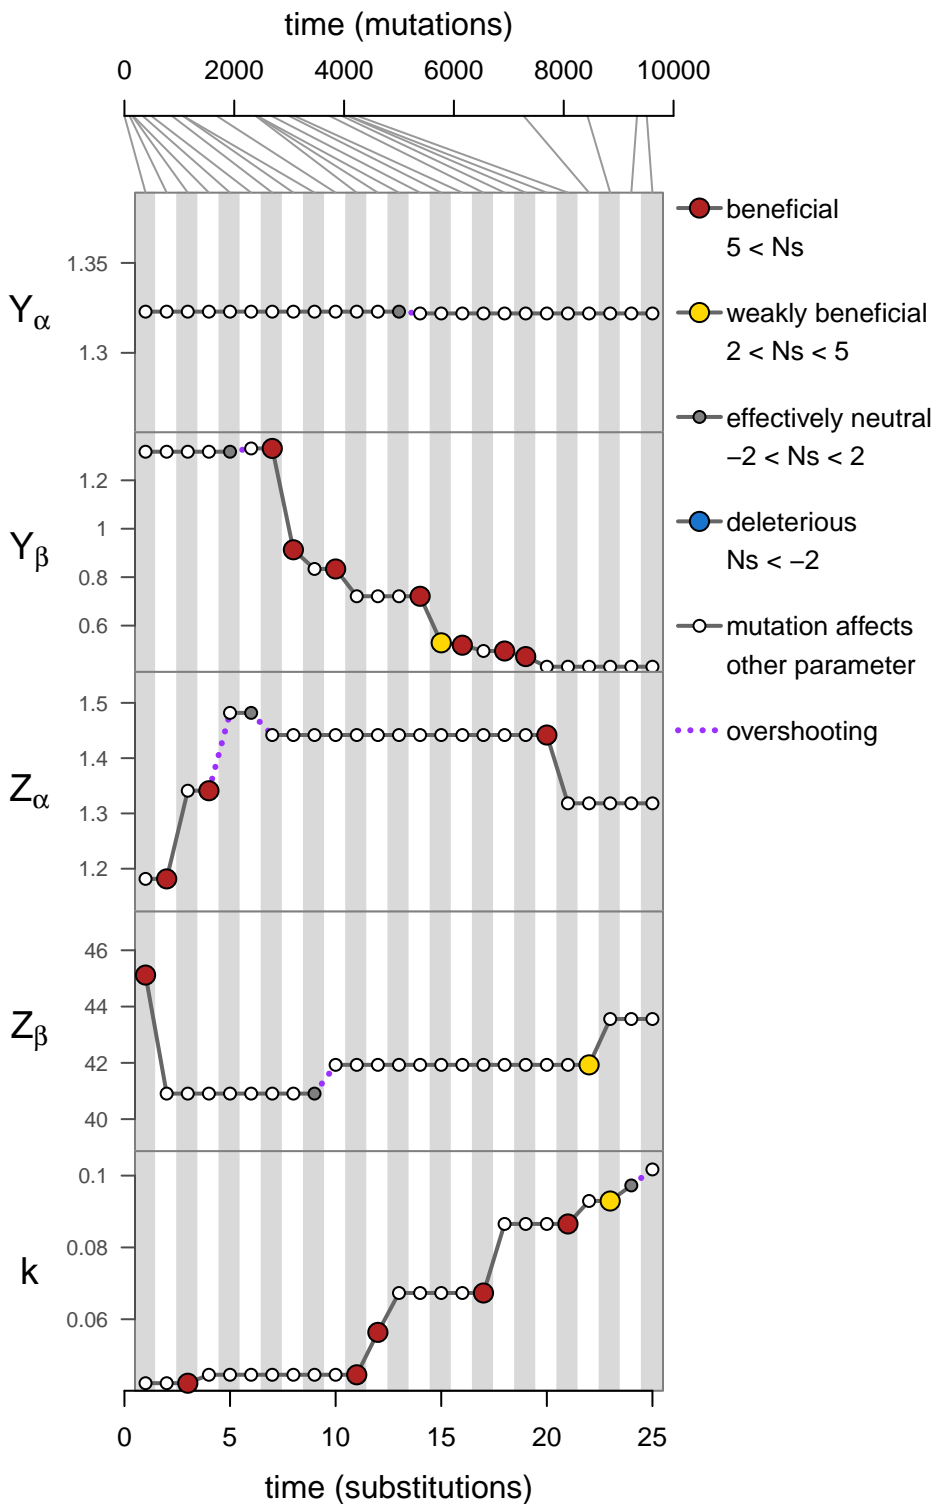 time (mutations)
0 2000 4000 6000 8000 10000
beneficial
5 < Ns
weakly beneficial
2 < Ns < 5
effectively neutral
−2 < Ns < 2
deleterious
Ns < −2
mutation affects
other parameter
overshooting
Yα
1.35
1.3
Yβ
1.2
1
0.8
0.6
Zα
1.5
1.4
1.3
1.2
Zβ
46
44
42
40
k
0.1
0.08
0.06
0 5 10 15 20 25
time (substitutions)